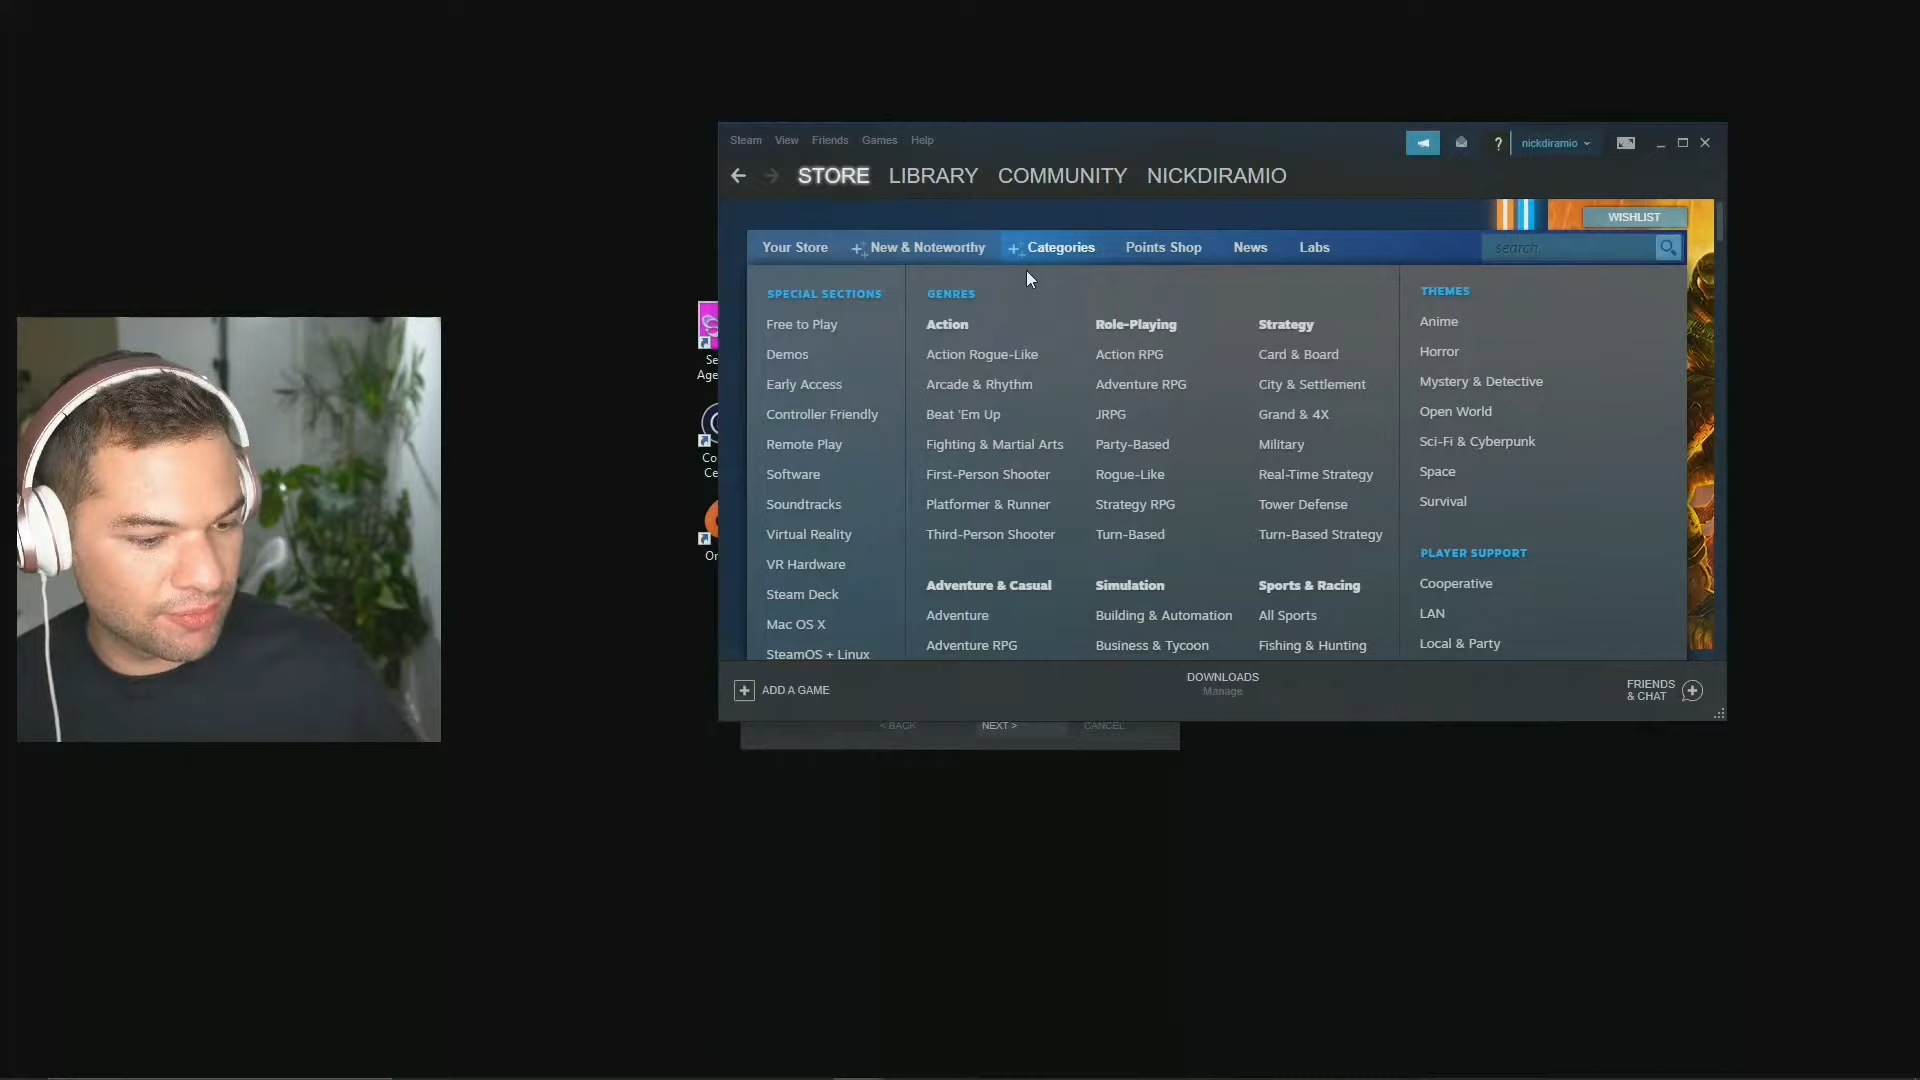 Steam View Friends Games Help
nickdiramio
STORE LIBRARY COMMUNITY NICKDIRAMIO
WISHLIST
Your Store New & Noteworthy Categories Points Shop News Labs
search
SPECIAL SECTIONS
Free to Play
Demos
Early Access
Controller Friendly
Remote Play
Software
Soundtracks
Virtual Reality
VR Hardware
Steam Deck
Mac OS X
SteamOS + Linux
GENRES
Action
Action Rogue-Like
Arcade & Rhythm
Beat 'Em Up
Fighting & Martial Arts
First-Person Shooter
Platformer & Runner
Third-Person Shooter
Adventure & Casual
Adventure
Adventure RPG
Role-Playing
Action RPG
Adventure RPG
JRPG
Party-Based
Rogue-Like
Strategy RPG
Turn-Based
Simulation
Building & Automation
Business & Tycoon
Strategy
Card & Board
City & Settlement
Grand & 4X
Military
Real-Time Strategy
Tower Defense
Turn-Based Strategy
Sports & Racing
All Sports
Fishing & Hunting
THEMES
Anime
Horror
Mystery & Detective
Open World
Sci-Fi & Cyberpunk
Space
Survival
PLAYER SUPPORT
Cooperative
LAN
Local & Party
Se
Age
Co
Ce
Or
ADD A GAME
DOWNLOADS
Manage
FRIENDS
& CHAT
< BACK NEXT > CANCEL